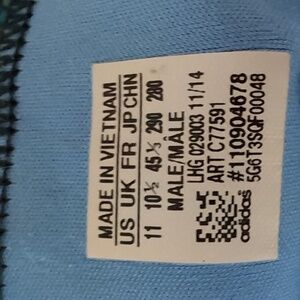 MADE IN VIETNAM
US UK FR JP CHN
11 10½ 45⅓ 290 280
MALE/MÂLE
LHG 029003 11/14
ART C77591
#110904678
5G6T3SQF00048
adidas